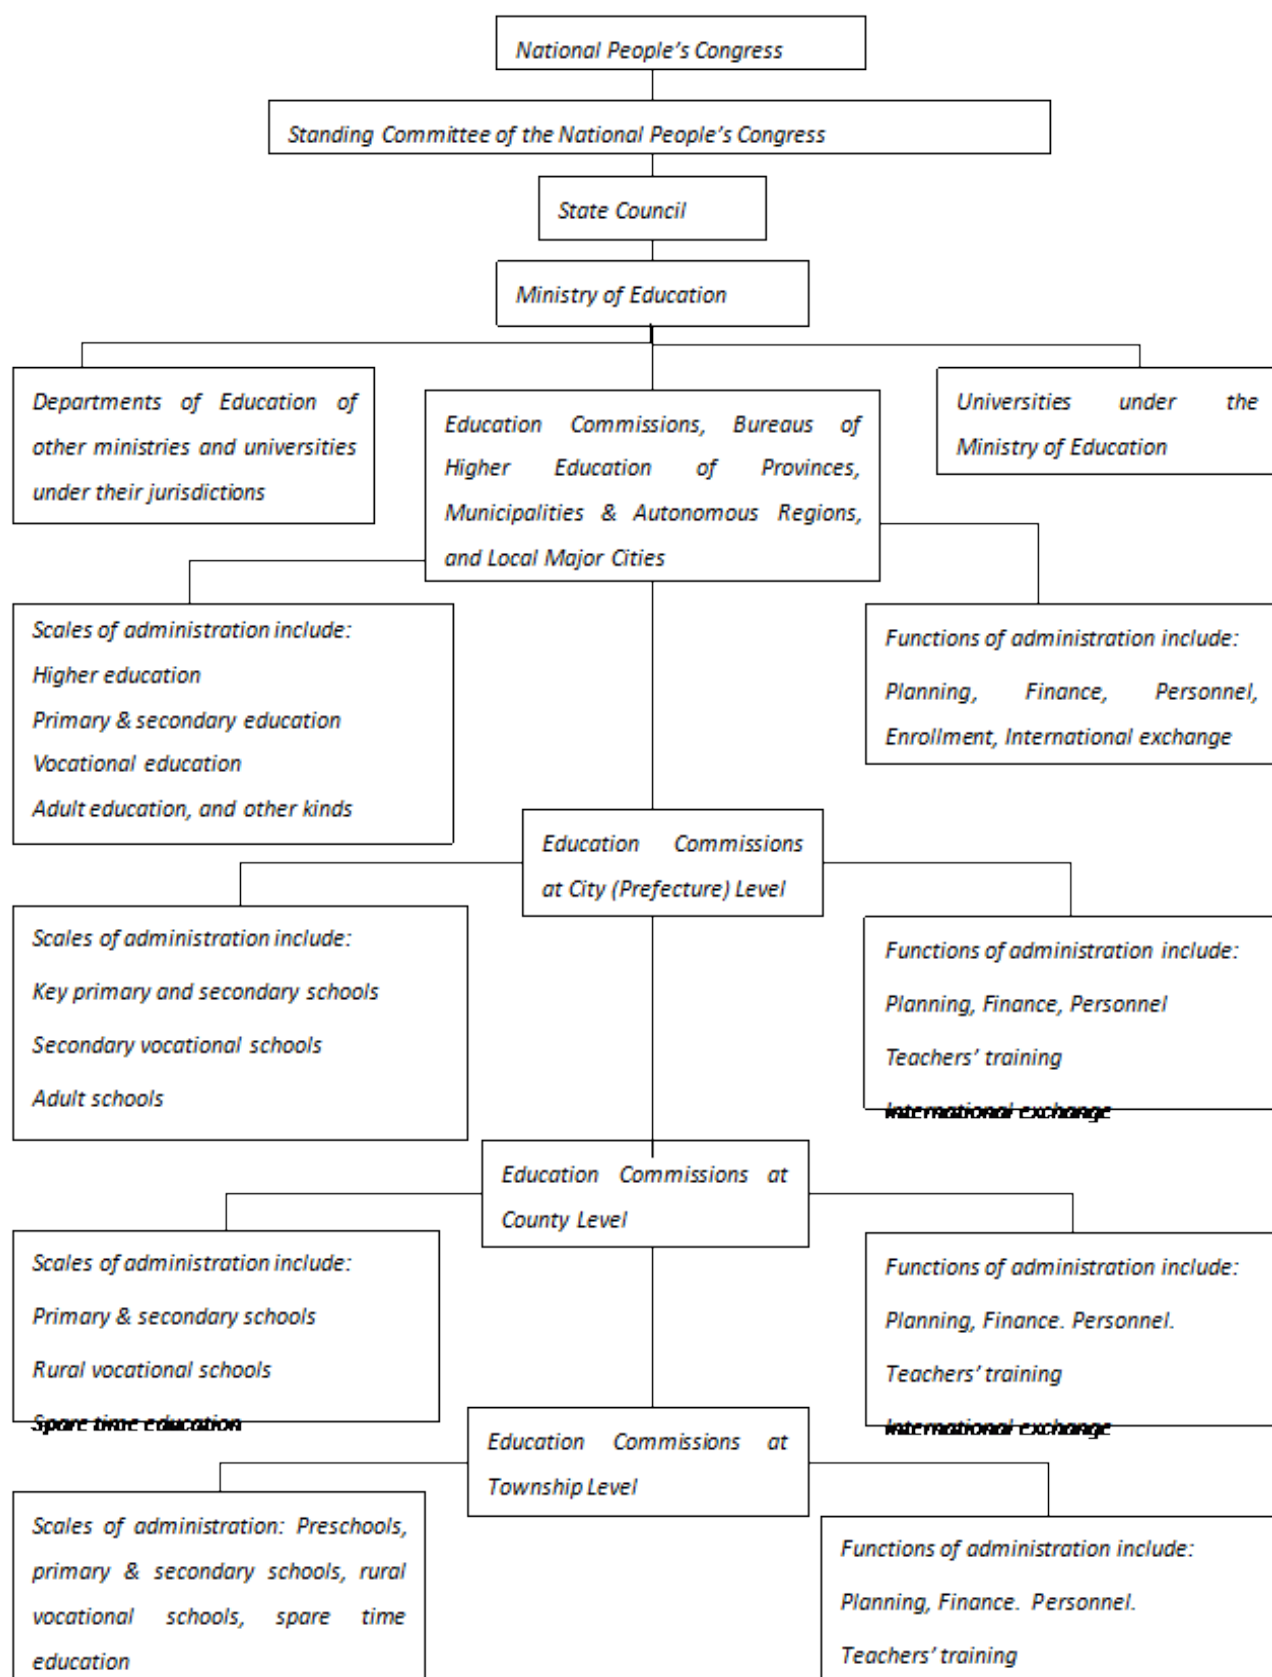 National People’s Congress
Standing Committee of the National People’s Congress
State Council
Ministry of Education
Departments of Education of
other ministries and universities
under their jurisdictions
Education Commissions, Bureaus of
Higher Education of Provinces,
Municipalities & Autonomous Regions,
and Local Major Cities
Universities under the
Ministry of Education
Scales of administration include:
Higher education
Primary & secondary education
Vocational education
Adult education, and other kinds
Functions of administration include:
Planning, Finance, Personnel,
Enrollment, International exchange
Education Commissions
at City (Prefecture) Level
Scales of administration include:
Key primary and secondary schools
Secondary vocational schools
Adult schools
Functions of administration include:
Planning, Finance, Personnel
Teachers’ training
International exchange
Education Commissions at
County Level
Scales of administration include:
Primary & secondary schools
Rural vocational schools
Spare time education
Functions of administration include:
Planning, Finance. Personnel.
Teachers’ training
International exchange
Education Commissions at
Township Level
Scales of administration: Preschools,
primary & secondary schools, rural
vocational schools, spare time
education
Functions of administration include:
Planning, Finance. Personnel.
Teachers’ training